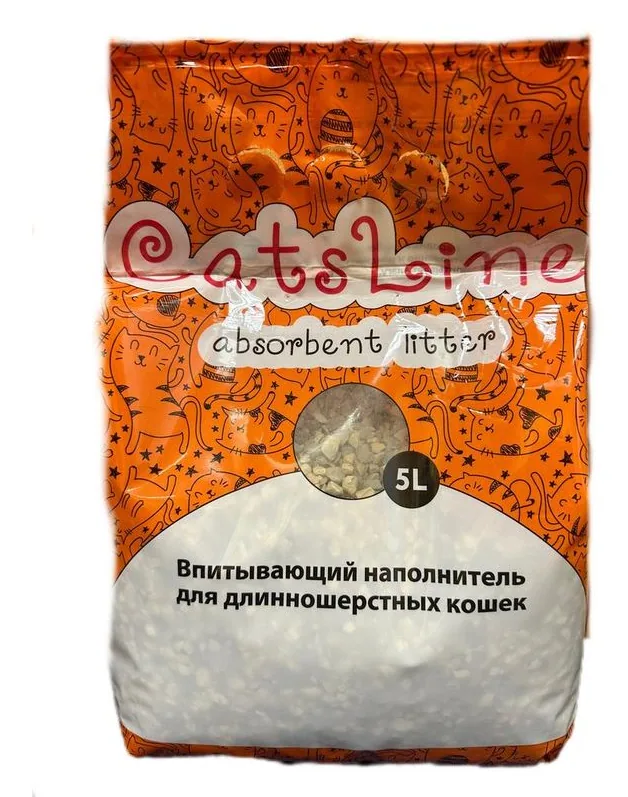 CatsLine
absorbent litter
5L
Впитывающий наполнитель
для длинношерстных кошек